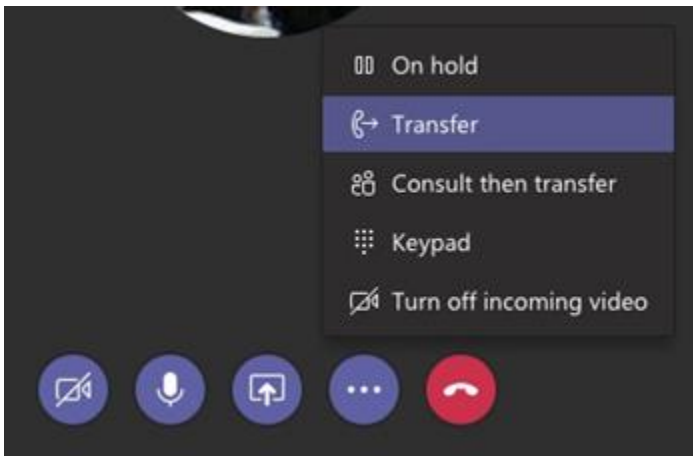 On hold
Transfer
Consult then transfer
Keypad
Turn off incoming video